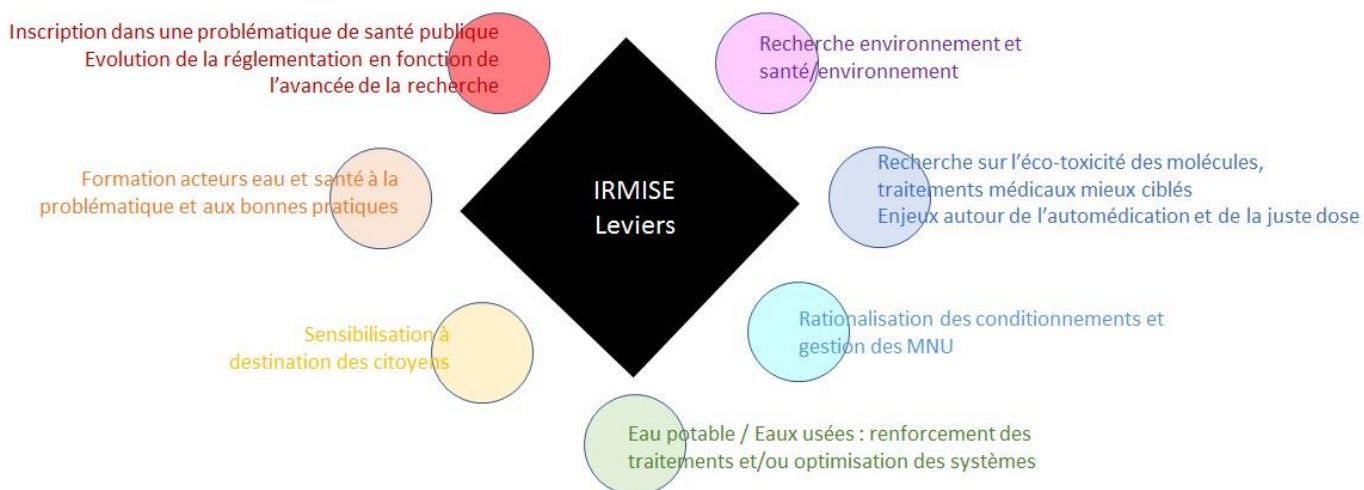 Inscription dans une problématique de santé publique
Evolution de la réglementation en fonction de
l’avancée de la recherche
Recherche environnement et
santé/environnement
Formation acteurs eau et santé à la
problématique et aux bonnes pratiques
IRMISE
Leviers
Recherche sur l’éco-toxicité des molécules,
traitements médicaux mieux ciblés
Enjeux autour de l’automédication et de la juste dose
Sensibilisation à
destination des citoyens
Rationalisation des conditionnements et
gestion des MNU
Eau potable / Eaux usées : renforcement des
traitements et/ou optimisation des systèmes